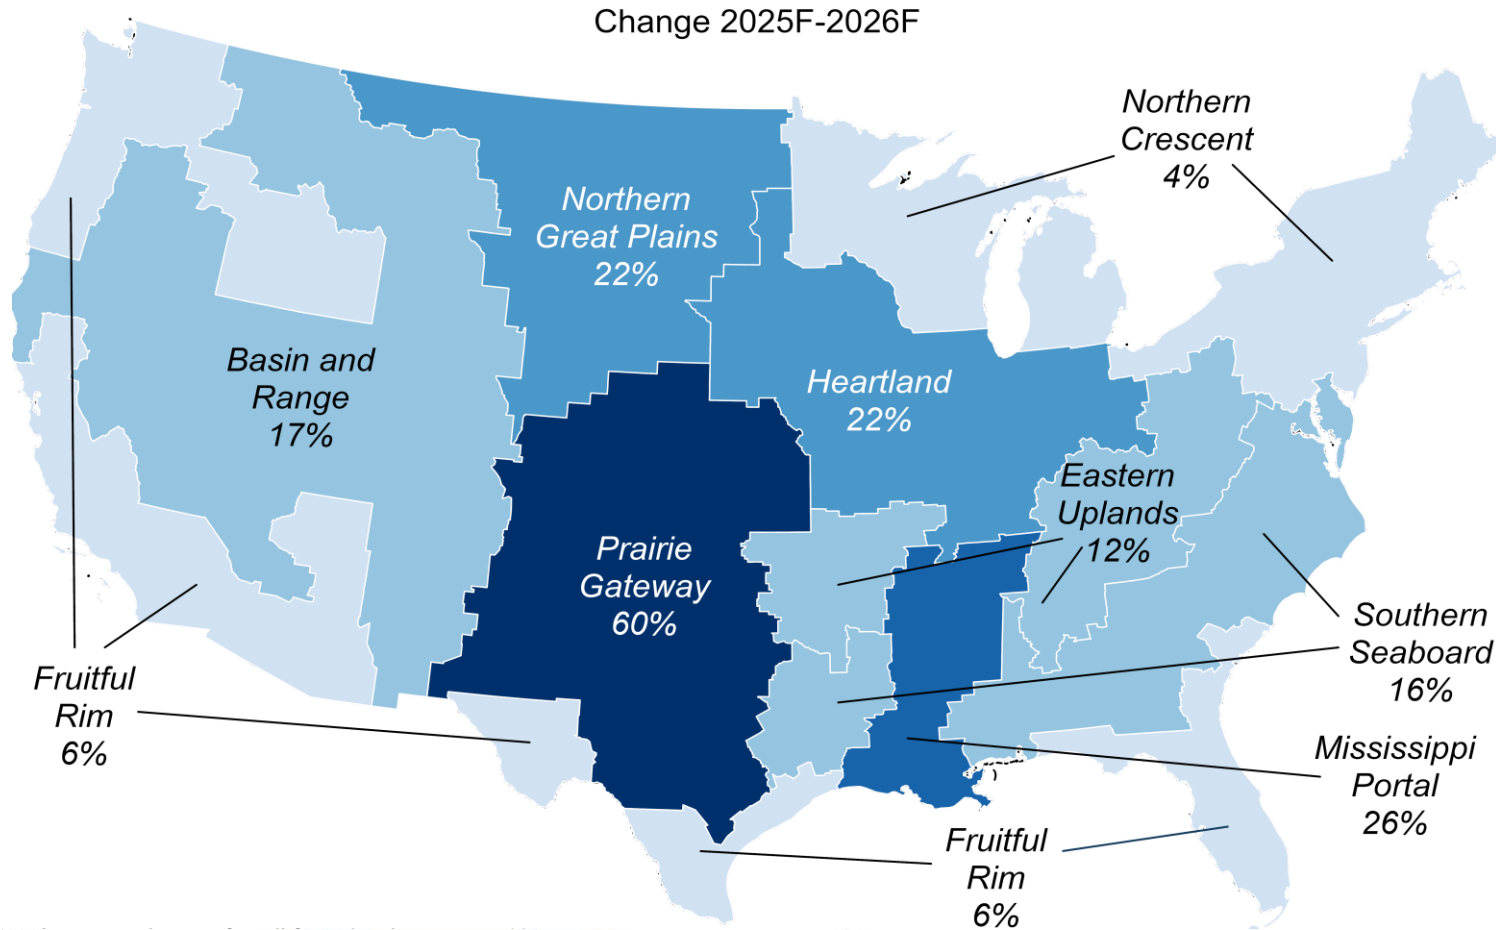 Change 2025F-2026F
Northern
Crescent
4%
Northern
Great Plains
22%
Basin and
Range
17%
Heartland
22%
Eastern
Uplands
12%
Prairie
Gateway
60%
Southern
Seaboard
16%
Fruitful
Rim
6%
Mississippi
Portal
26%
Fruitful
Rim
6%